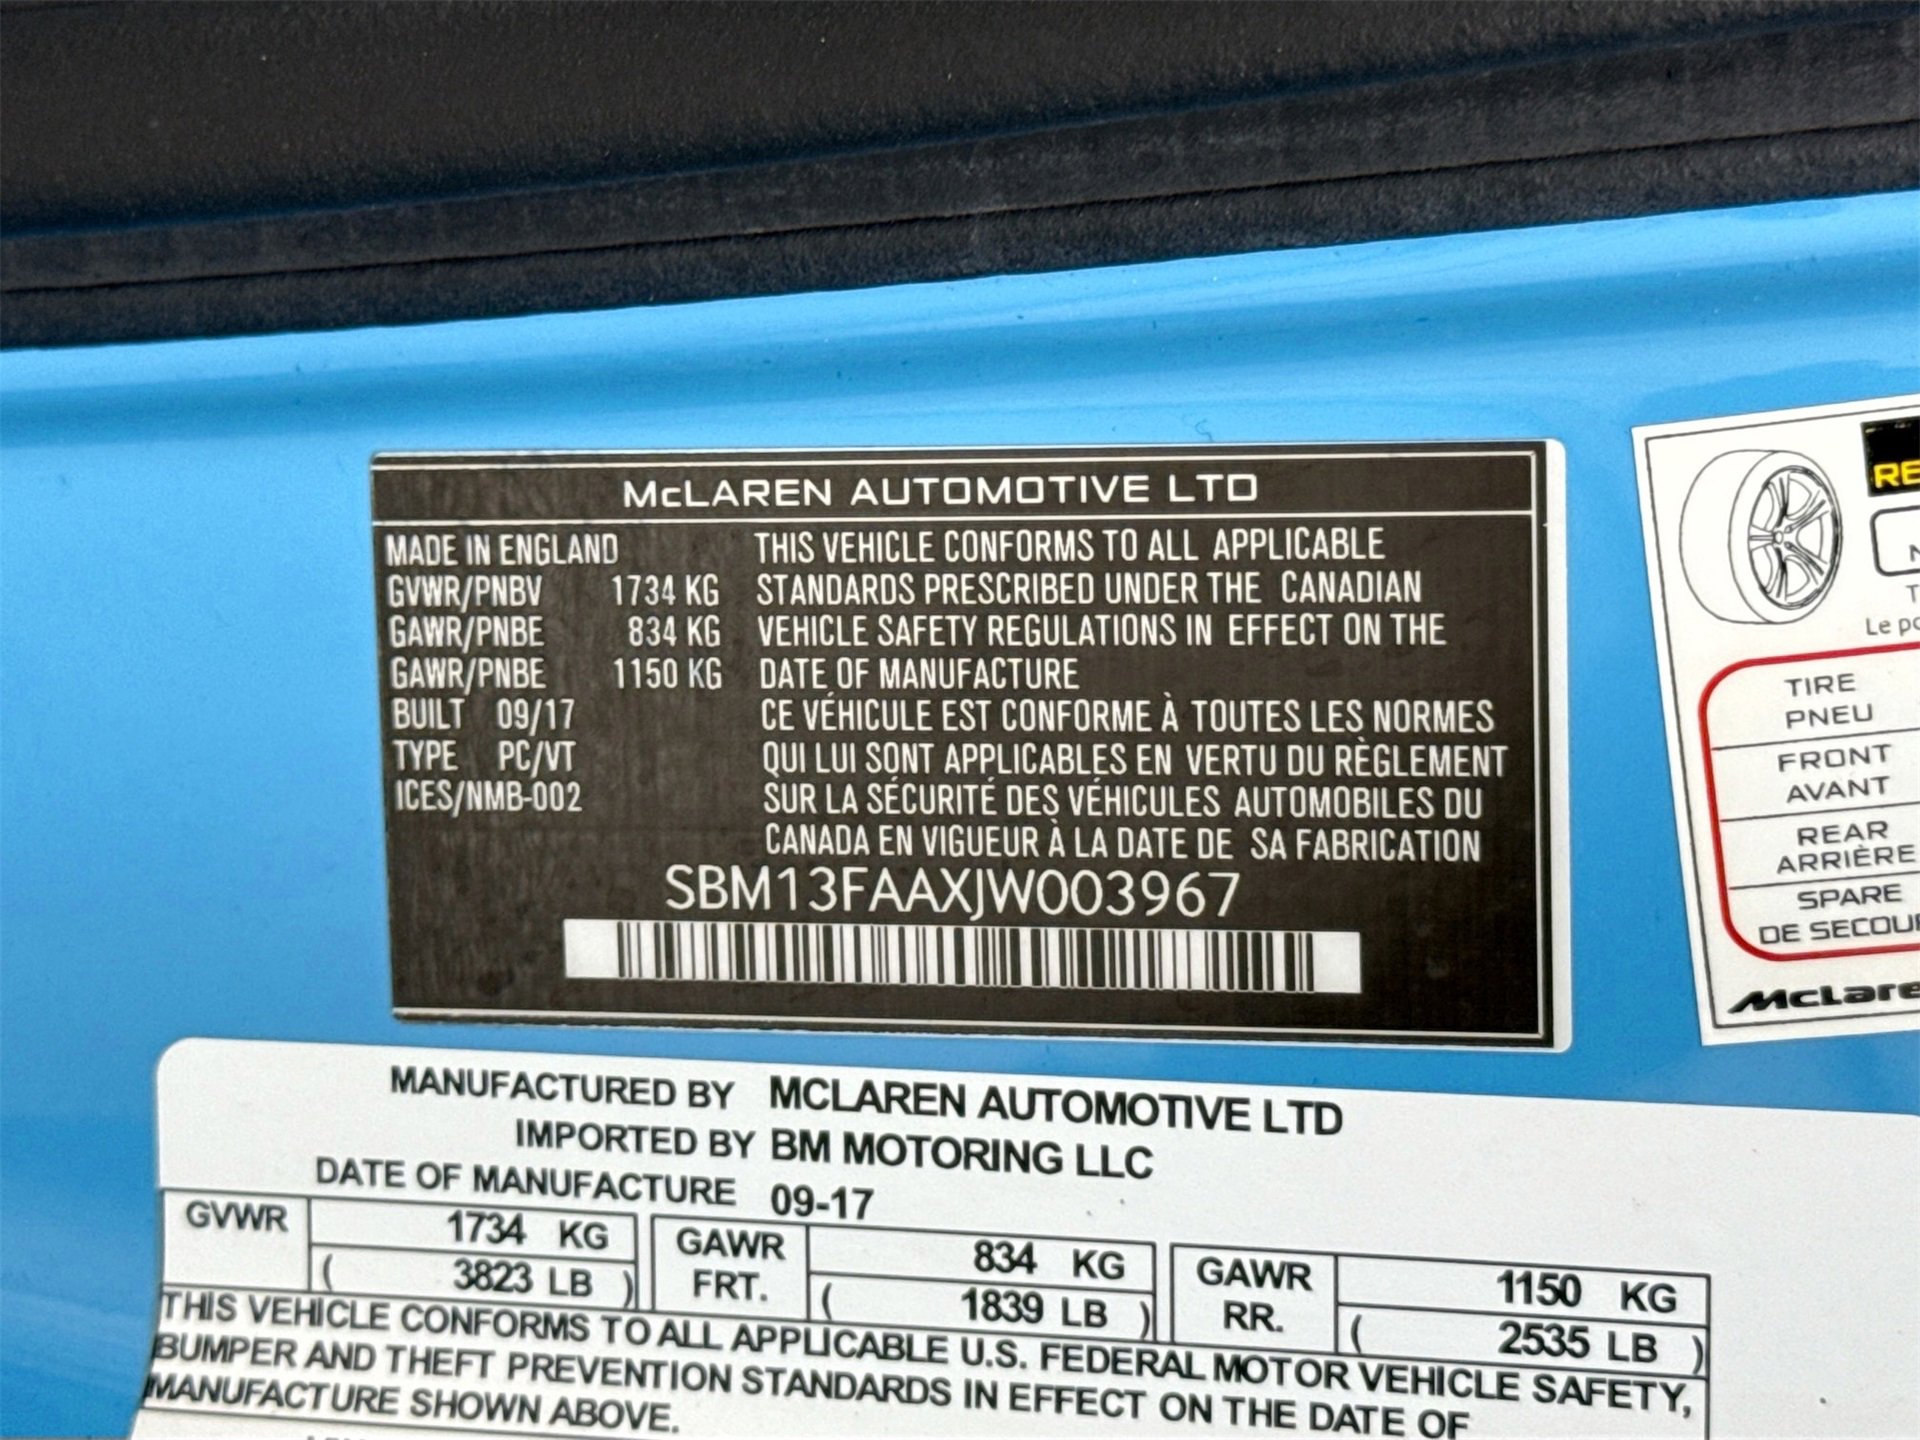 McLAREN AUTOMOTIVE LTD
MADE IN ENGLAND
GVWR/PNBV 1734 KG
GAWR/PNBE 834 KG
GAWR/PNBE 1150 KG
BUILT 09/17
TYPE PC/VT
ICES/NMB-002
THIS VEHICLE CONFORMS TO ALL APPLICABLE
STANDARDS PRESCRIBED UNDER THE CANADIAN
VEHICLE SAFETY REGULATIONS IN EFFECT ON THE
DATE OF MANUFACTURE
CE VÉHICULE EST CONFORME À TOUTES LES NORMES
QUI LUI SONT APPLICABLES EN VERTU DU RÈGLEMENT
SUR LA SÉCURITÉ DES VÉHICULES AUTOMOBILES DU
CANADA EN VIGUEUR À LA DATE DE SA FABRICATION
SBM13FAAXJW003967
Le
TIRE
PNEU
FRONT
AVANT
REAR
ARRIÈRE
SPARE
DE
McLare
MANUFACTURED BY MCLAREN AUTOMOTIVE LTD
IMPORTED BY BM MOTORING LLC
DATE OF MANUFACTURE 09-17
GVWR 1734 KG
( 3823 LB )
GAWR FRT. 834 KG
( 1839 LB )
GAWR RR. 1150 KG
( 2535 LB )
THIS VEHICLE CONFORMS TO ALL APPLICABLE U.S. FEDERAL MOTOR VEHICLE SAFETY,
BUMPER AND THEFT PREVENTION STANDARDS IN EFFECT ON THE DATE OF
MANUFACTURE SHOWN ABOVE.